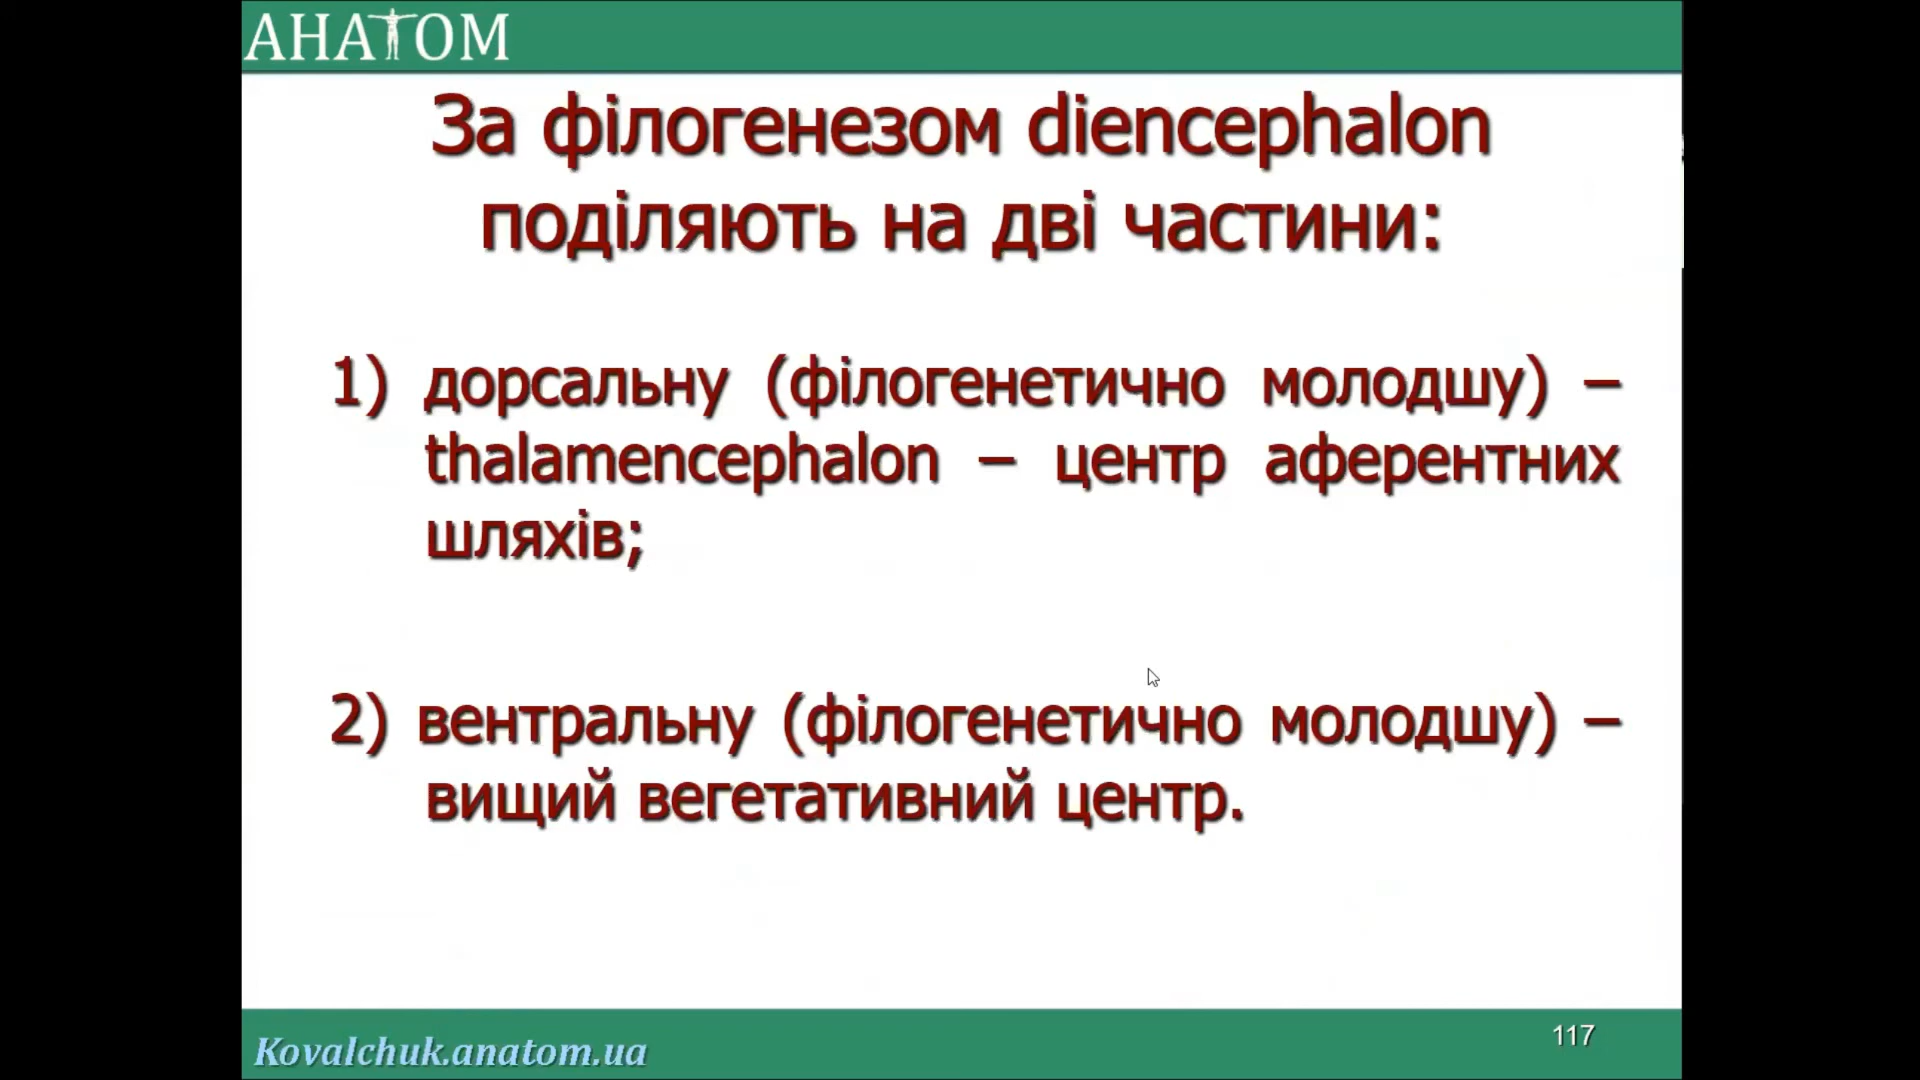 АНАТОМ
За філогенезом diencephalon
поділяють на дві частини:
1) дорсальну (філогенетично молодшу) –
thalamencephalon – центр аферентних
шляхів;
2) вентральну (філогенетично молодшу) –
вищий вегетативний центр.
Kovalchuk.anatom.ua
117